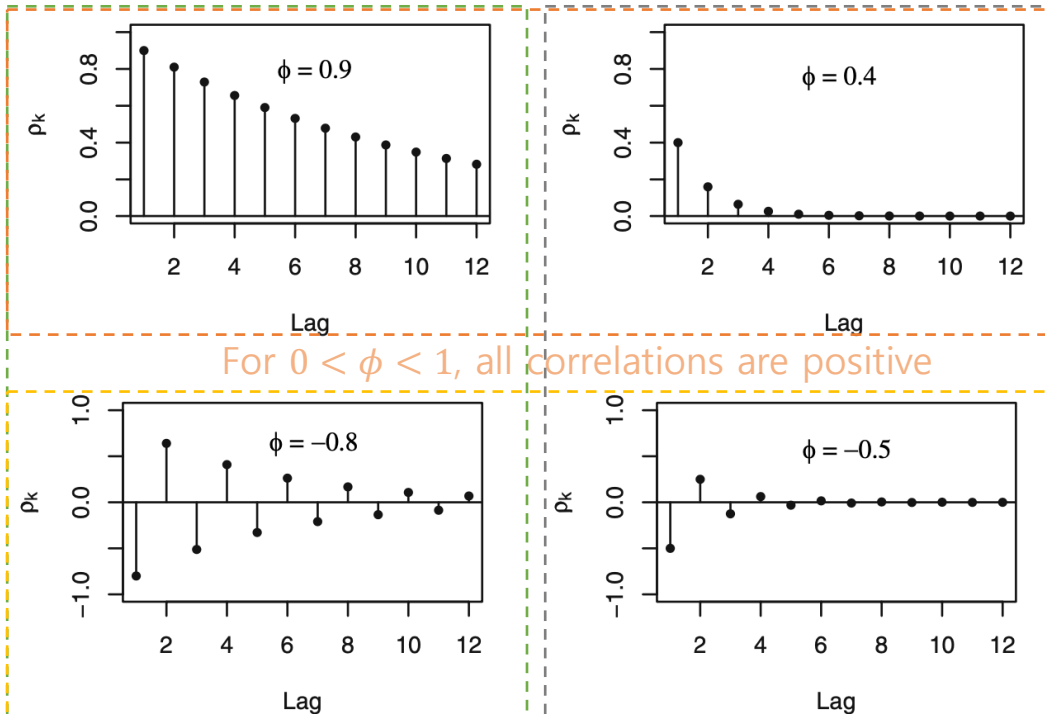 ϕ = 0.9
ρk
0.0 0.4 0.8
2 4 6 8 10 12
Lag
ϕ = 0.4
ρk
0.0 0.4 0.8
2 4 6 8 10 12
Lag
For 0 < ϕ < 1, all correlations are positive
ϕ = –0.8
ρk
−1.0 0.0 1.0
2 4 6 8 10 12
Lag
ϕ = –0.5
ρk
−1.0 0.0 1.0
2 4 6 8 10 12
Lag